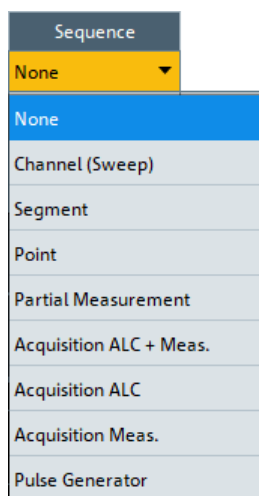 Sequence
None
None
Channel (Sweep)
Segment
Point
Partial Measurement
Acquisition ALC + Meas.
Acquisition ALC
Acquisition Meas.
Pulse Generator